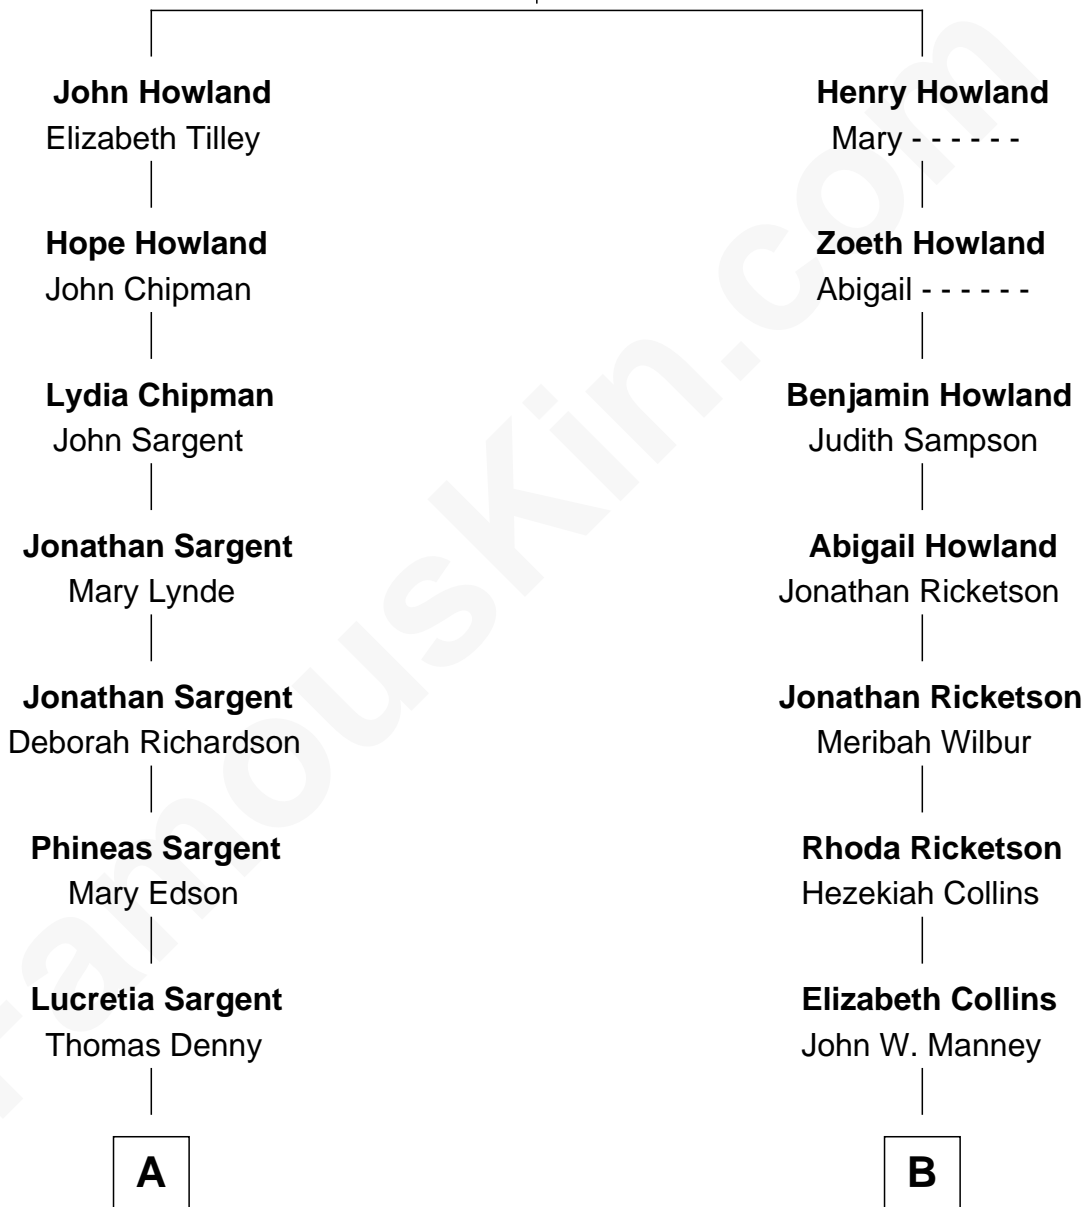 John Howland
Elizabeth Tilley
Hope Howland
John Chipman
Lydia Chipman
John Sargent
Jonathan Sargent
Mary Lynde
Jonathan Sargent
Deborah Richardson
Phineas Sargent
Mary Edson
Lucretia Sargent
Thomas Denny
A
Henry Howland
Mary - - - - - -
Zoeth Howland
Abigail - - - - - -
Benjamin Howland
Judith Sampson
Abigail Howland
Jonathan Ricketson
Jonathan Ricketson
Meribah Wilbur
Rhoda Ricketson
Hezekiah Collins
Elizabeth Collins
John W. Manney
B
FamousKin.com